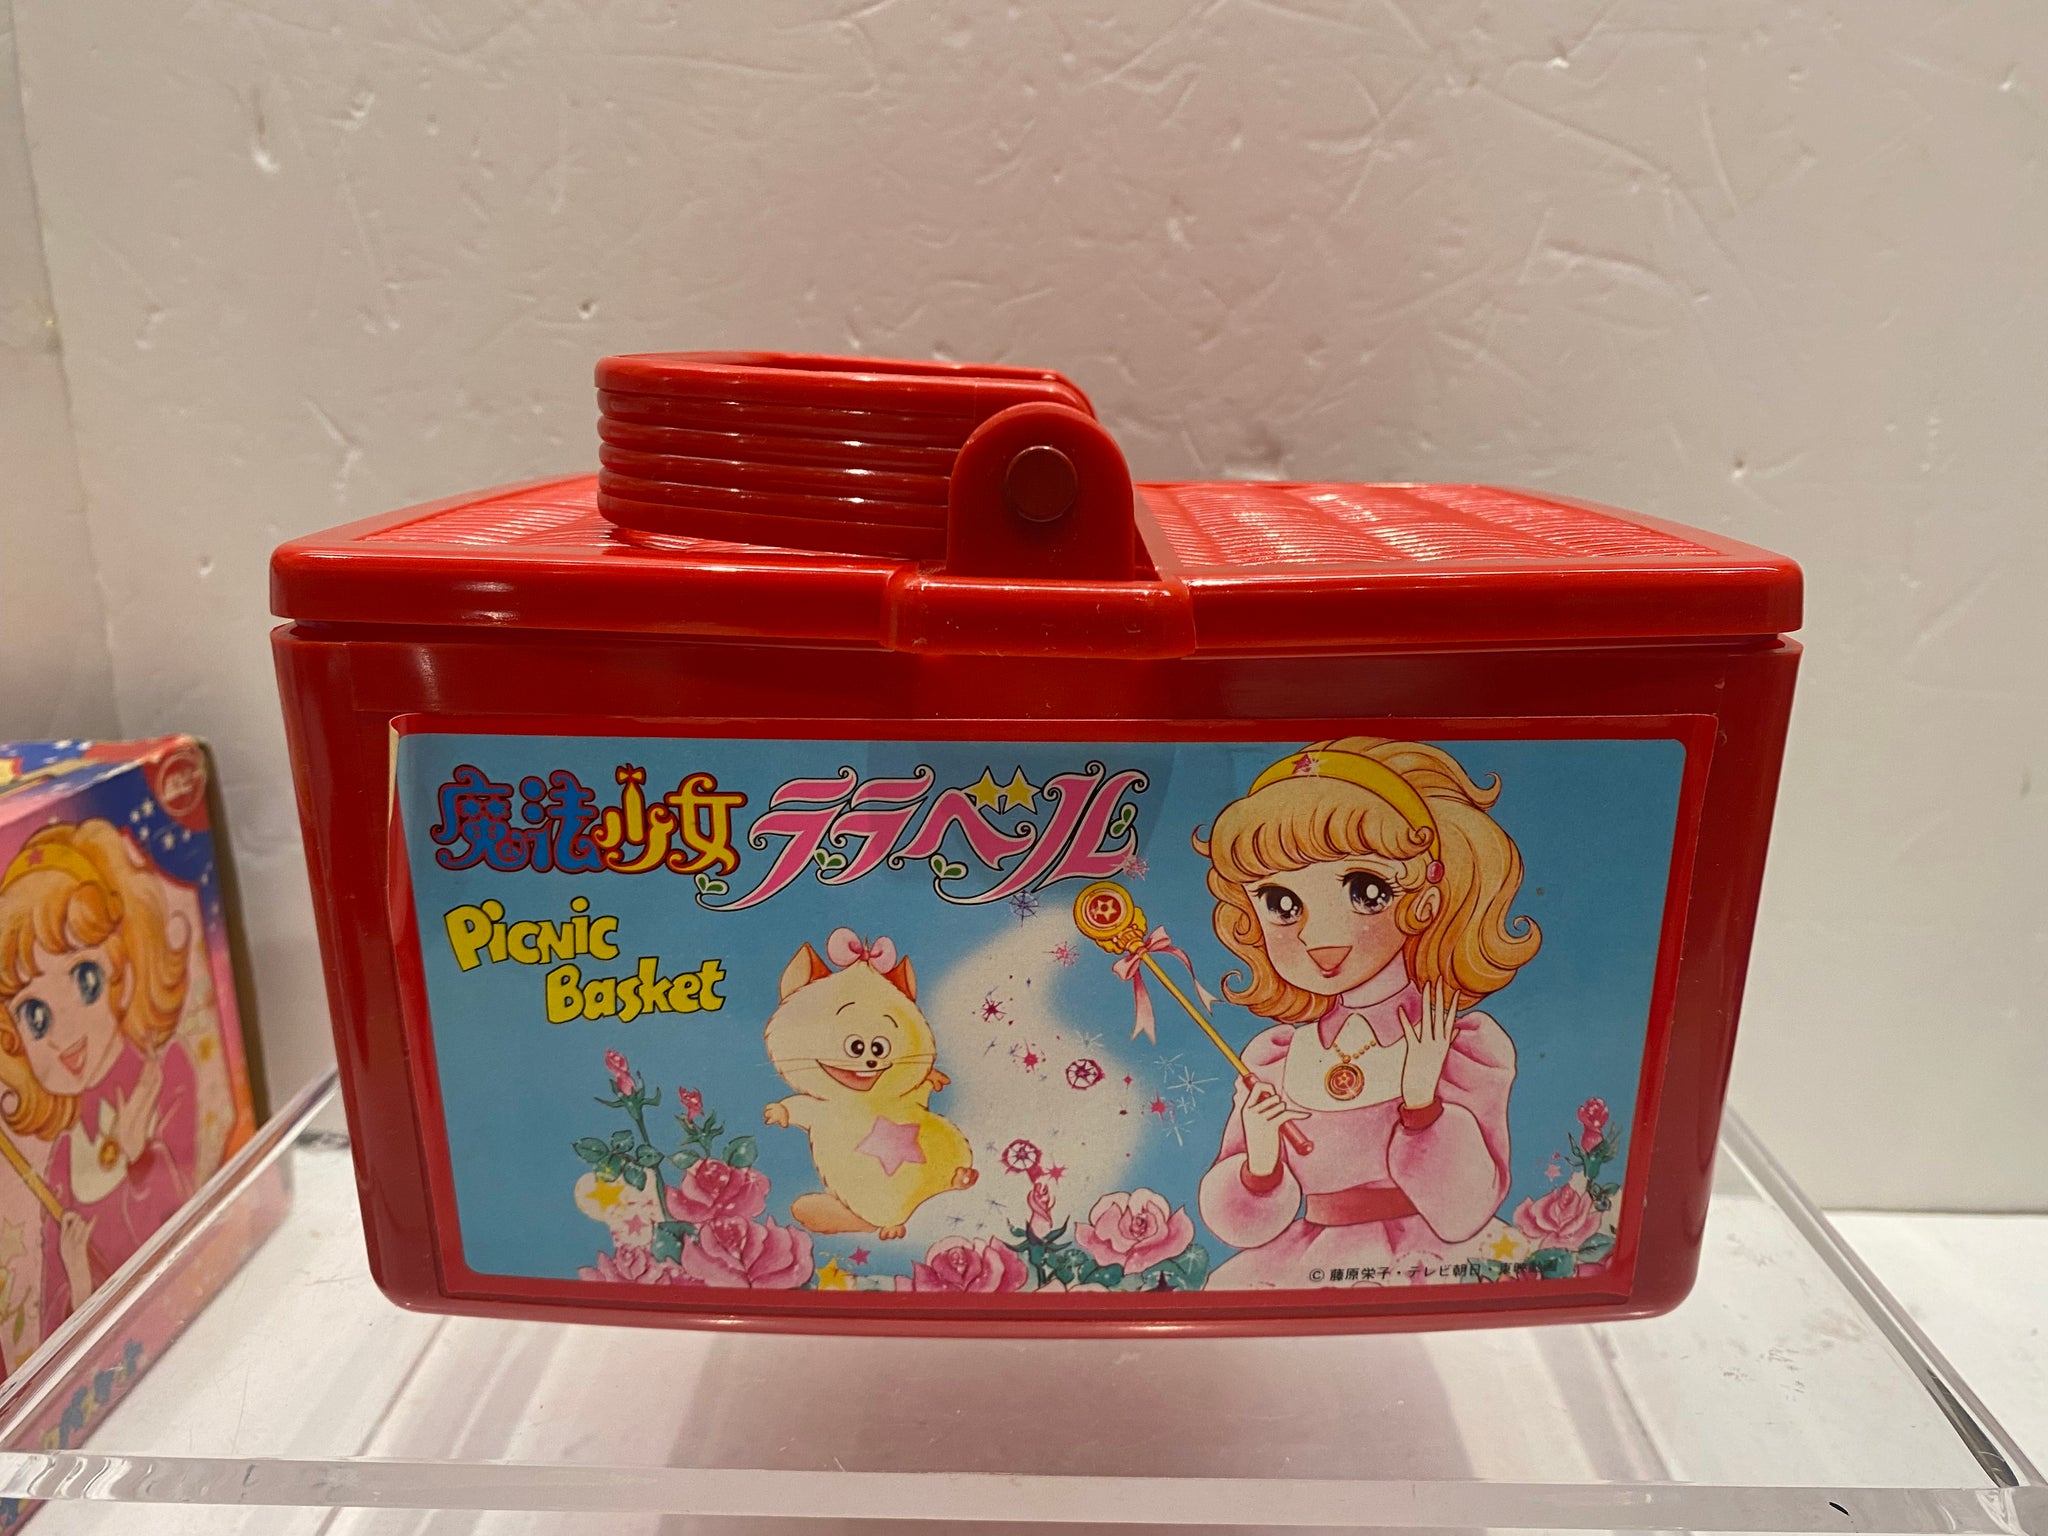 魔法少女ララベル
Picnic
Basket
© 藤原栄子・テレビ朝日・東映動画